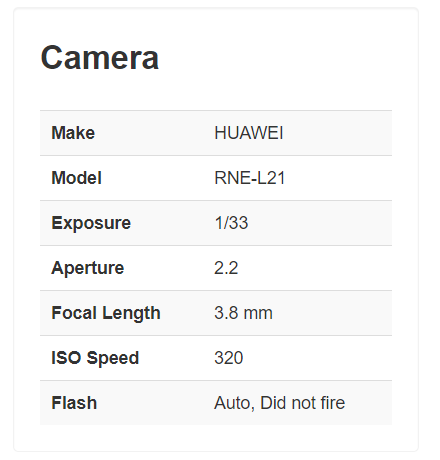 Camera
Make HUAWEI
Model RNE-L21
Exposure 1/33
Aperture 2.2
Focal Length 3.8 mm
ISO Speed 320
Flash Auto, Did not fire